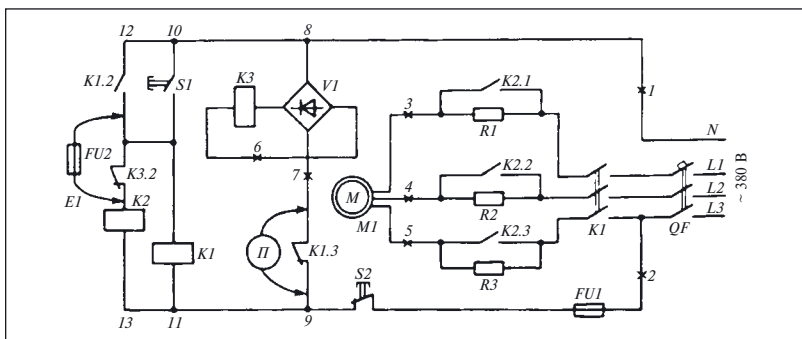 12 10 8
K1.2 S1 K3 V1 K2.1 1
3 R1 N
FU2 6 7 K3.2 K2.2 L1
E1 K2 M 4 R2 L2
M1 K2.3 K1 QF L3
~ 380 В
П K1.3 5
K1 S2 R3 2
FU1
13 11 9